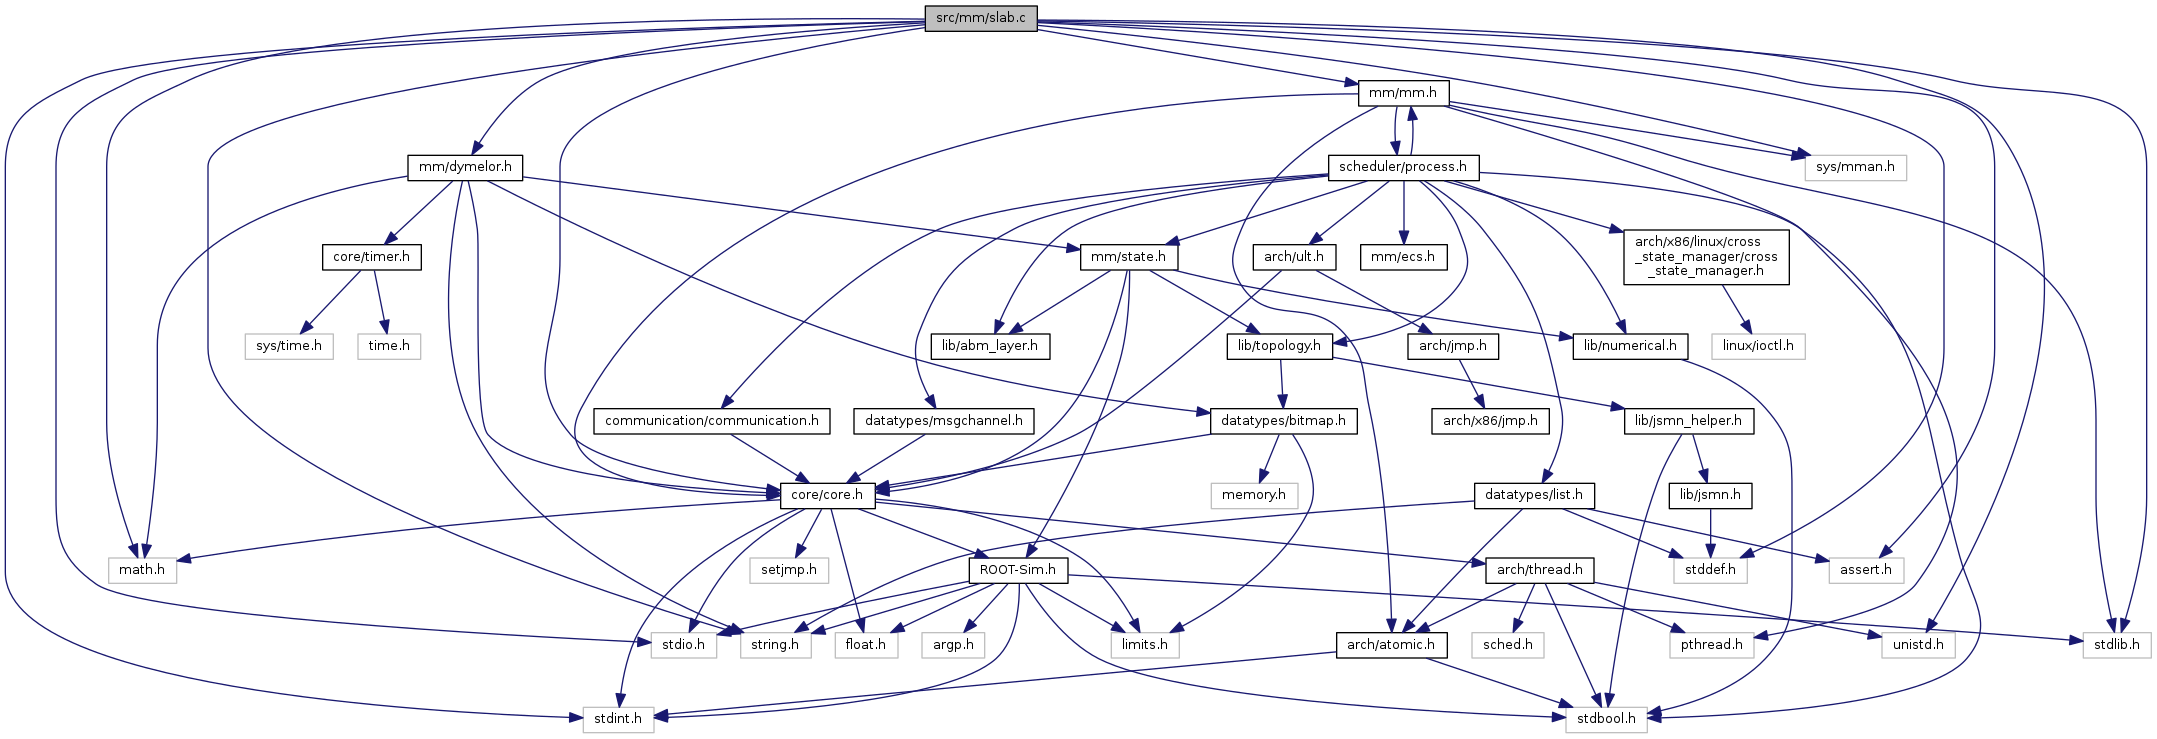 src/mm/slab.c
mm/mm.h
mm/dymelor.h
scheduler/process.h
sys/mman.h
core/timer.h
mm/state.h
arch/ult.h
mm/ecs.h
arch/x86/linux/cross
_state_manager/cross
_state_manager.h
sys/time.h
time.h
lib/abm_layer.h
lib/topology.h
arch/jmp.h
lib/numerical.h
linux/ioctl.h
communication/communication.h
datatypes/msgchannel.h
datatypes/bitmap.h
arch/x86/jmp.h
lib/jsmn_helper.h
core/core.h
memory.h
datatypes/list.h
lib/jsmn.h
math.h
setjmp.h
ROOT-Sim.h
arch/thread.h
stddef.h
assert.h
stdio.h
string.h
float.h
argp.h
limits.h
arch/atomic.h
sched.h
pthread.h
unistd.h
stdlib.h
stdint.h
stdbool.h